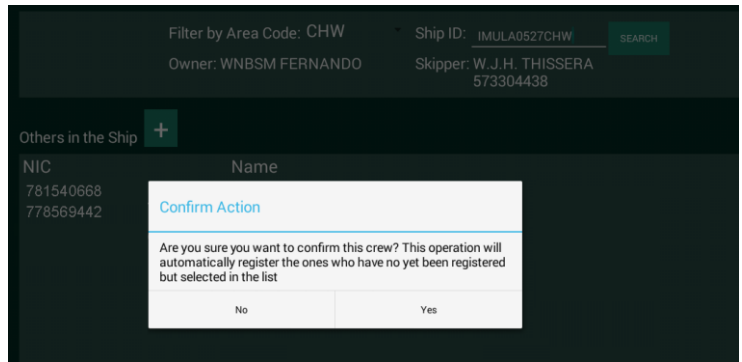 Filter by Area Code: CHW Ship ID: IMULA0527CHW SEARCH
Owner: WNBSM FERNANDO Skipper: W.J.H. THISSERA
573304438
Others in the Ship +
NIC Name
781540668
778569442
Confirm Action
Are you sure you want to confirm this crew? This operation will
automatically register the ones who have no yet been registered
but selected in the list
No Yes